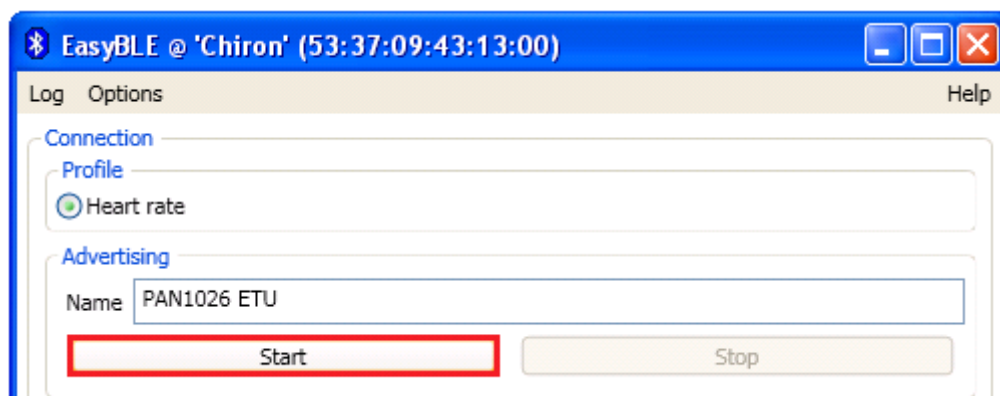 EasyBLE @ 'Chiron' (53:37:09:43:13:00)
Log Options Help
Connection
Profile
Heart rate
Advertising
Name PAN1026 ETU
Start Stop